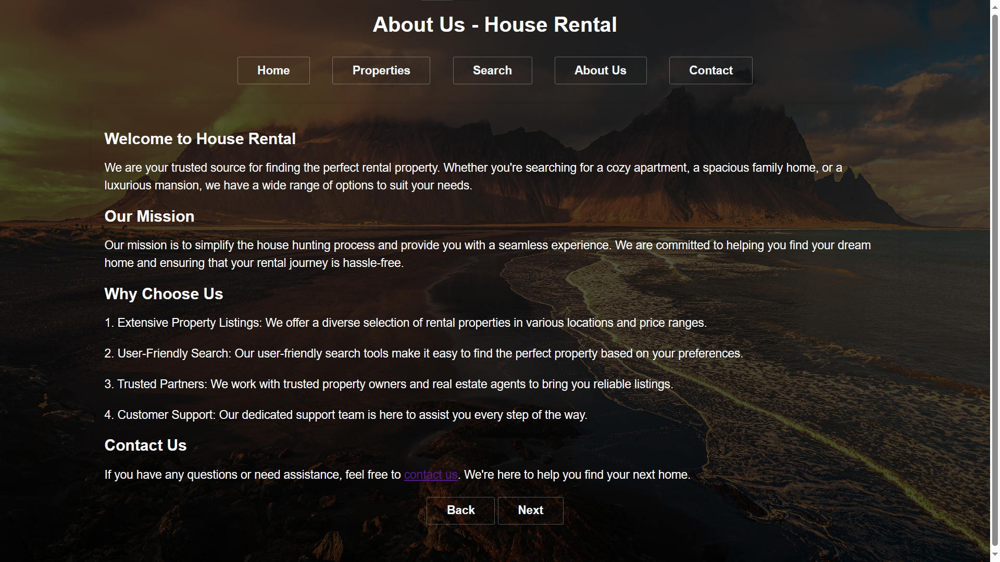 About Us - House Rental
Home Properties Search About Us Contact
Welcome to House Rental
We are your trusted source for finding the perfect rental property. Whether you're searching for a cozy apartment, a spacious family home, or a
luxurious mansion, we have a wide range of options to suit your needs.
Our Mission
Our mission is to simplify the house hunting process and provide you with a seamless experience. We are committed to helping you find your dream
home and ensuring that your rental journey is hassle-free.
Why Choose Us
1. Extensive Property Listings: We offer a diverse selection of rental properties in various locations and price ranges.
2. User-Friendly Search: Our user-friendly search tools make it easy to find the perfect property based on your preferences.
3. Trusted Partners: We work with trusted property owners and real estate agents to bring you reliable listings.
4. Customer Support: Our dedicated support team is here to assist you every step of the way.
Contact Us
If you have any questions or need assistance, feel free to contact us. We're here to help you find your next home.
Back Next